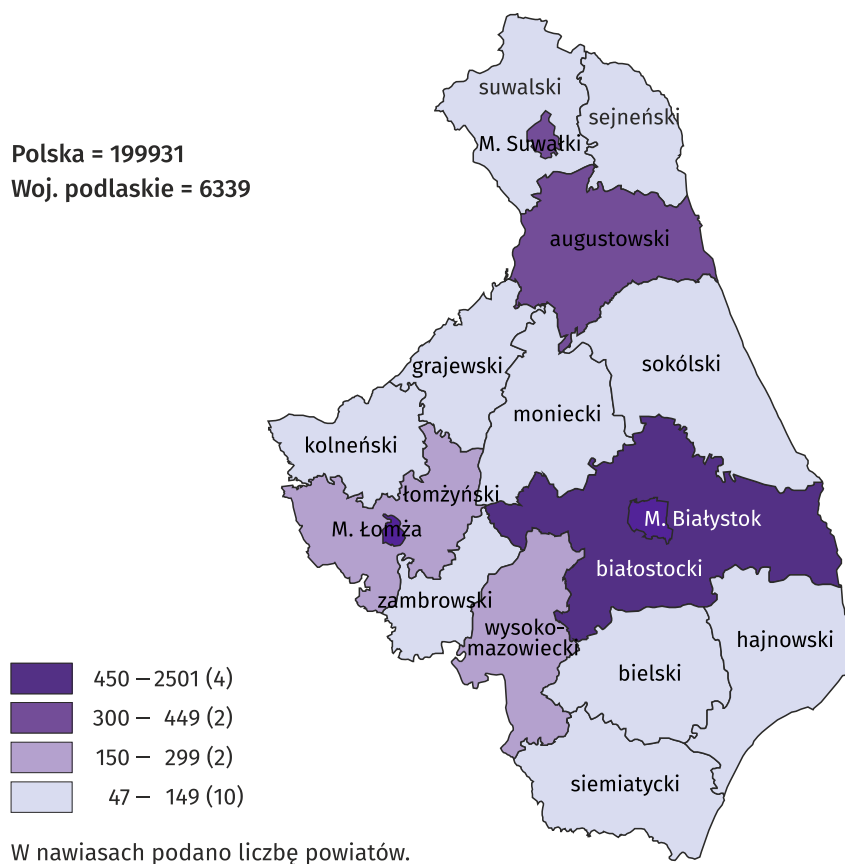 suwalski
sejneński
M. Suwałki
Polska = 199931
Woj. podlaskie = 6339
augustowski
grajewski
sokólski
moniecki
kolneński
łomżyński
M. Łomża
M. Białystok
białostocki
zambrowski
wysoko-
mazowiecki
hajnowski
bielski
siemiatycki
450 – 2501 (4)
300 – 449 (2)
150 – 299 (2)
47 – 149 (10)
W nawiasach podano liczbę powiatów.